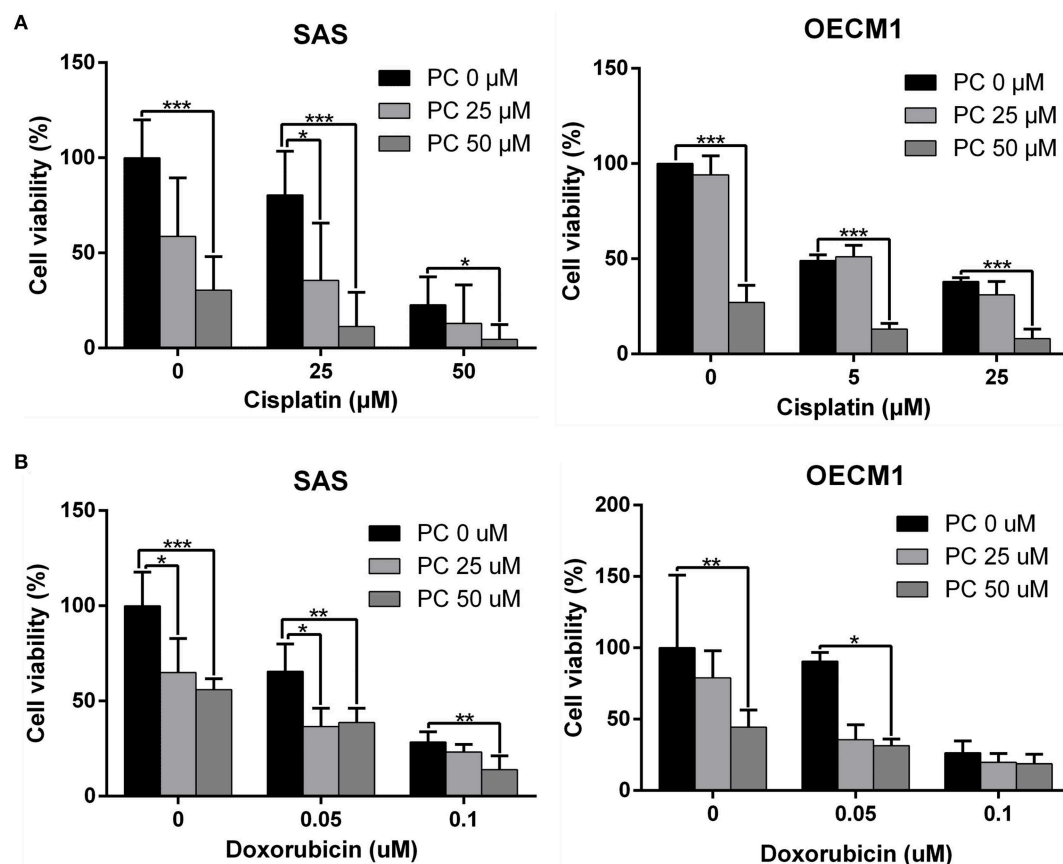 A
SAS
150
100
50
0
Cell viability (%)
PC 0 µM
PC 25 µM
PC 50 µM
***
***
*
*
0 25 50
Cisplatin (µM)
OECM1
150
100
50
0
Cell viability (%)
PC 0 µM
PC 25 µM
PC 50 µM
***
***
***
0 5 25
Cisplatin (µM)
B
SAS
150
100
50
0
Cell viability (%)
PC 0 uM
PC 25 uM
PC 50 uM
***
*
**
*
**
0 0.05 0.1
Doxorubicin (uM)
OECM1
200
150
100
50
0
Cell viability (%)
PC 0 uM
PC 25 uM
PC 50 uM
**
*
0 0.05 0.1
Doxorubicin (uM)